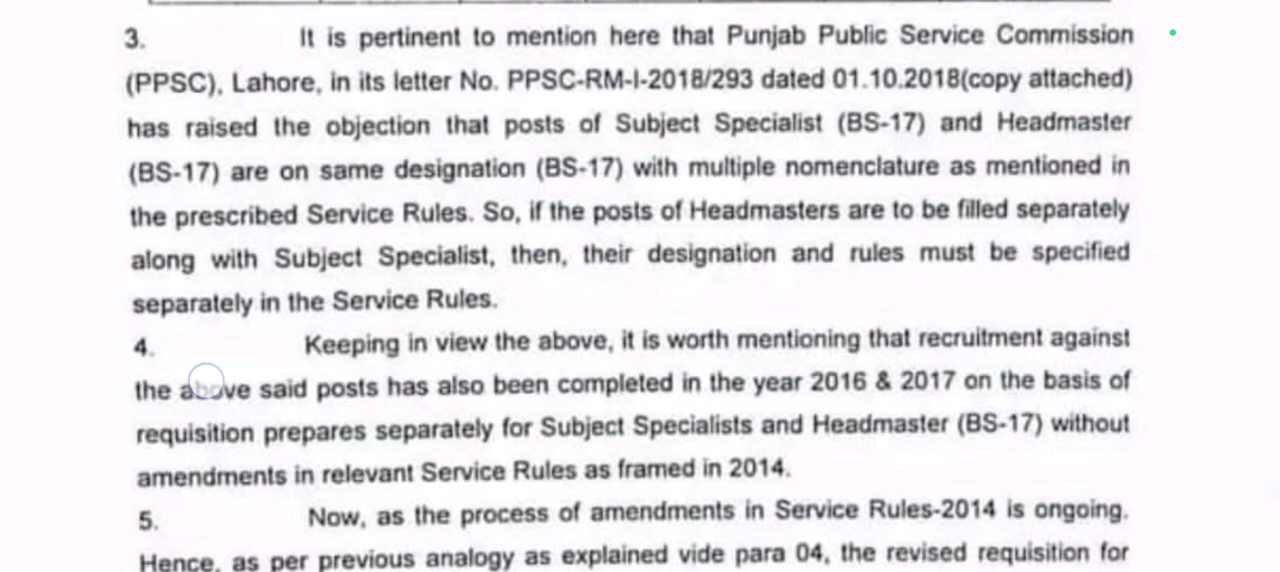 3. It is pertinent to mention here that Punjab Public Service Commission
(PPSC), Lahore, in its letter No. PPSC-RM-I-2018/293 dated 01.10.2018(copy attached)
has raised the objection that posts of Subject Specialist (BS-17) and Headmaster
(BS-17) are on same designation (BS-17) with multiple nomenclature as mentioned in
the prescribed Service Rules. So, if the posts of Headmasters are to be filled separately
along with Subject Specialist, then, their designation and rules must be specified
separately in the Service Rules.
4. Keeping in view the above, it is worth mentioning that recruitment against
the above said posts has also been completed in the year 2016 & 2017 on the basis of
requisition prepares separately for Subject Specialists and Headmaster (BS-17) without
amendments in relevant Service Rules as framed in 2014.
5. Now, as the process of amendments in Service Rules-2014 is ongoing.
Hence, as per previous analogy as explained vide para 04, the revised requisition for